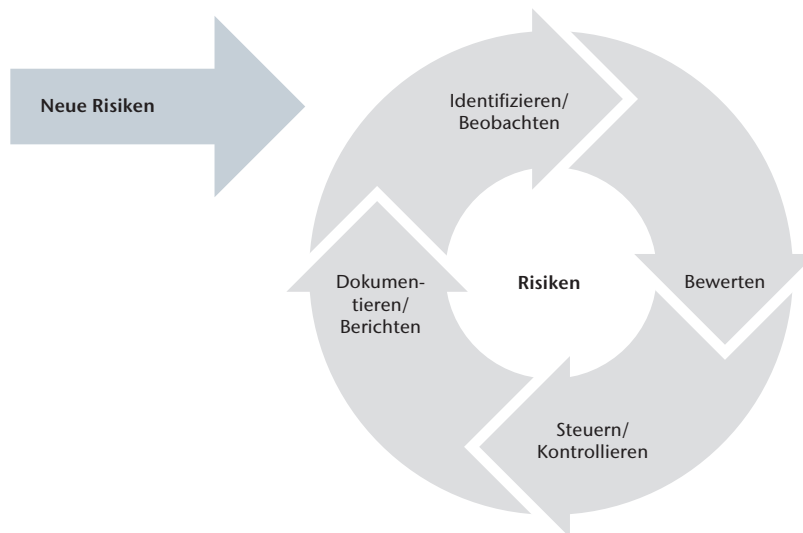 Neue Risiken
Identifizieren/
Beobachten
Bewerten
Steuern/
Kontrollieren
Dokumen-
tieren/
Berichten
Risiken